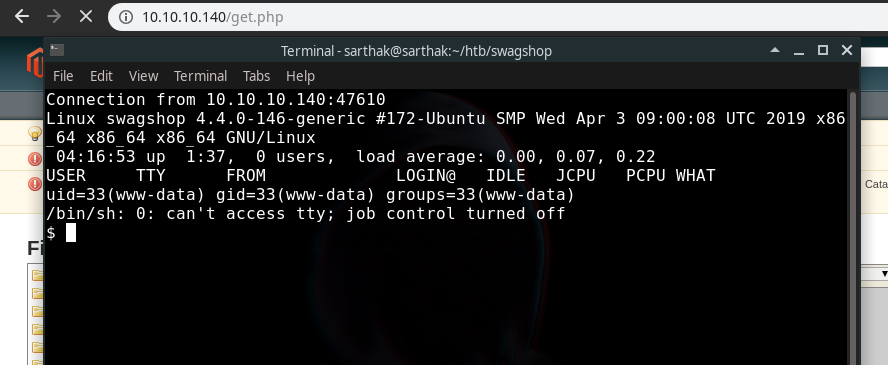 10.10.10.140/get.php
Terminal - sarthak@sarthak:~/htb/swagshop
File Edit View Terminal Tabs Help
Connection from 10.10.10.140:47610
Linux swagshop 4.4.0-146-generic #172-Ubuntu SMP Wed Apr 3 09:00:08 UTC 2019 x86
_64 x86_64 x86_64 GNU/Linux
 04:16:53 up  1:37,  0 users,  load average: 0.00, 0.07, 0.22
USER     TTY      FROM             LOGIN@   IDLE   JCPU   PCPU WHAT
uid=33(www-data) gid=33(www-data) groups=33(www-data)
/bin/sh: 0: can't access tty; job control turned off
$
Cata
Fi